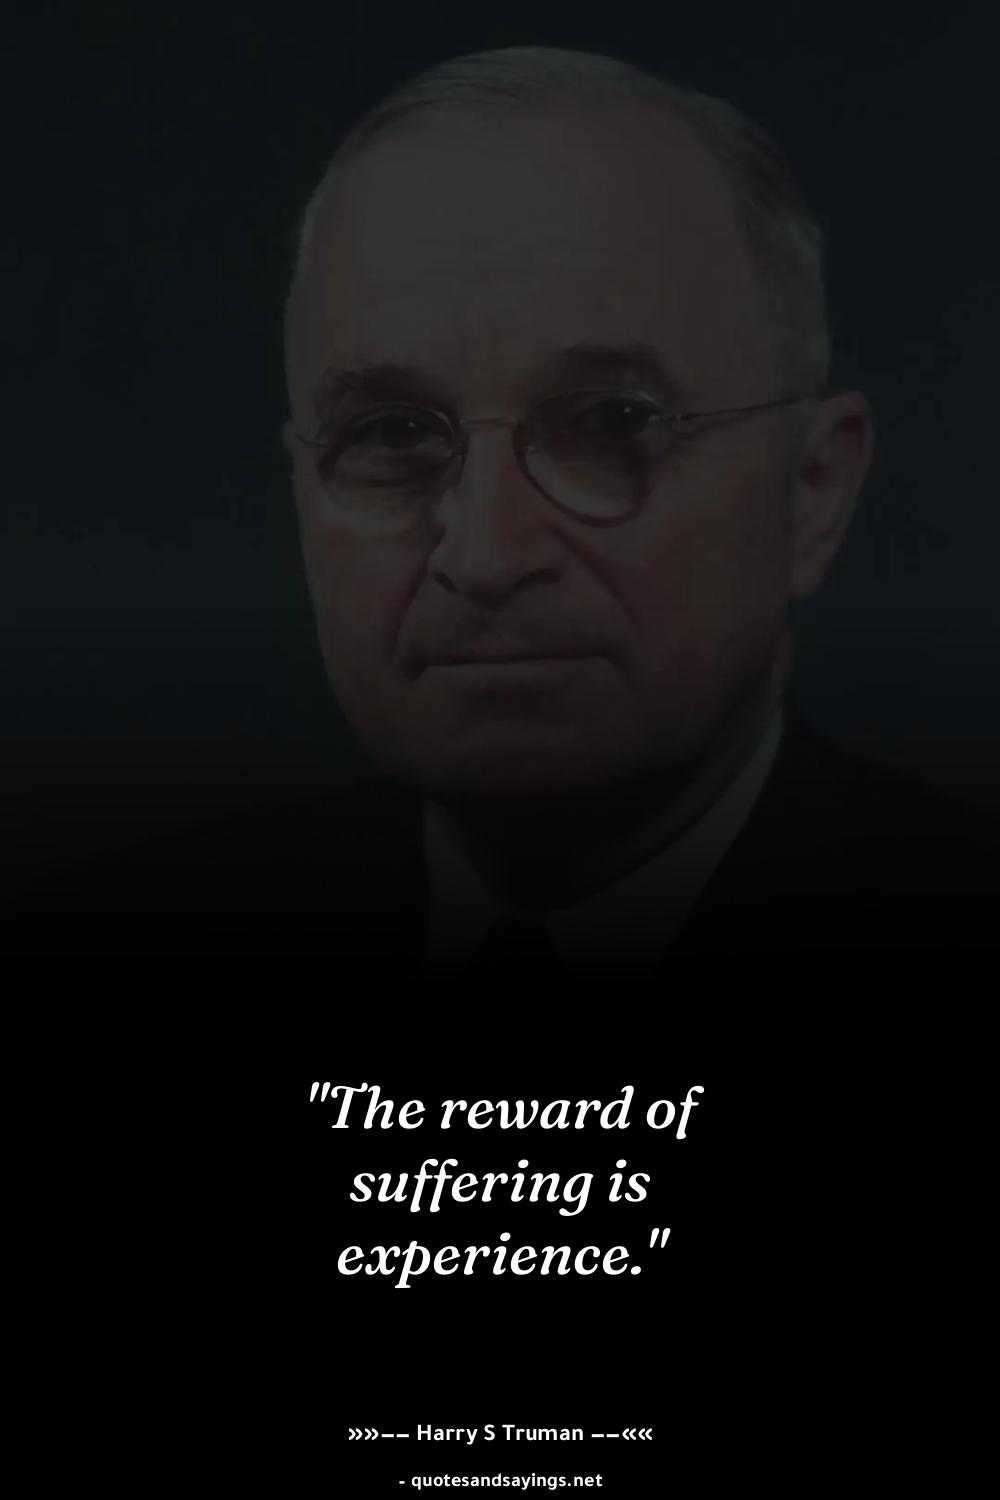 "The reward of
suffering is
experience."
»»—— Harry S Truman ——««
- quotesandsayings.net